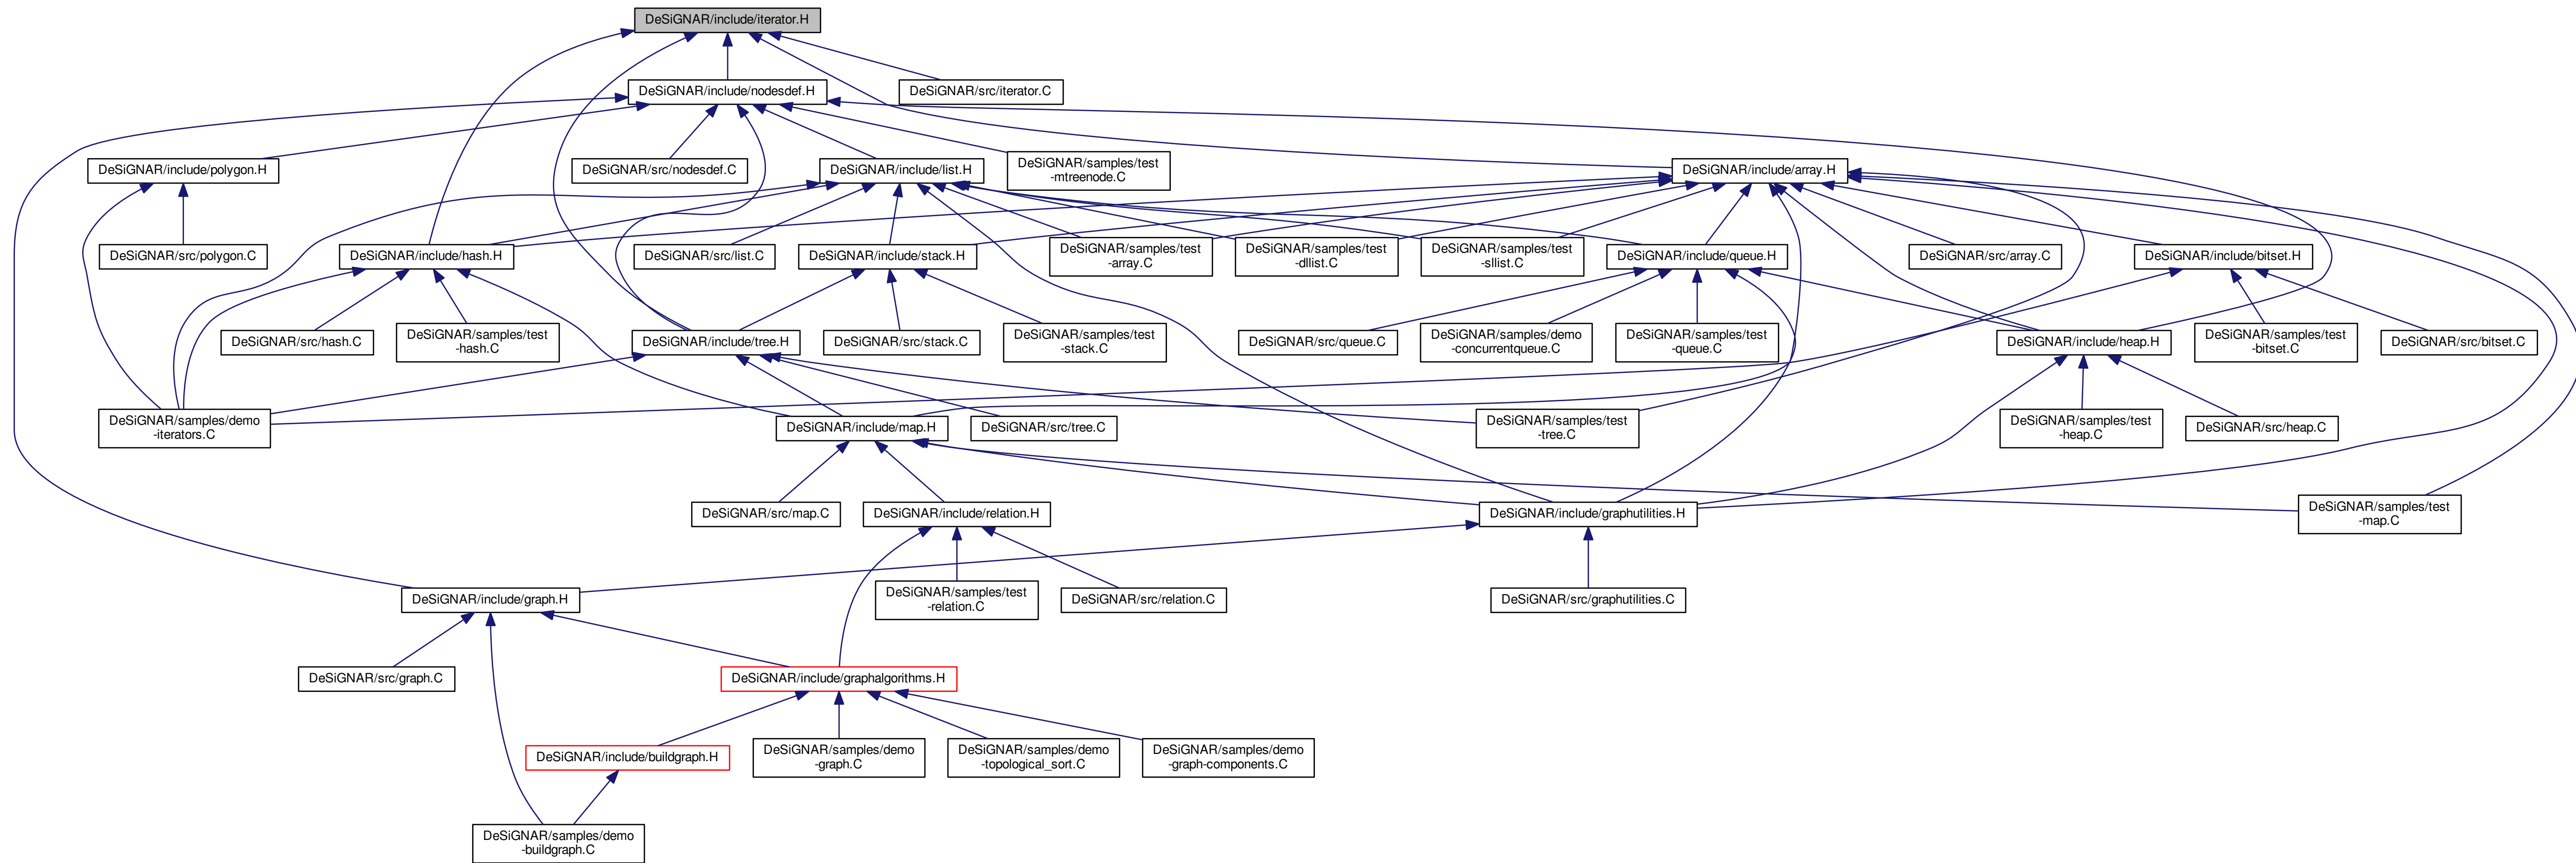 DeSiGNAR/include/iterator.H
DeSiGNAR/include/nodesdef.H
DeSiGNAR/src/iterator.C
DeSiGNAR/include/polygon.H
DeSiGNAR/src/nodesdef.C
DeSiGNAR/include/list.H
DeSiGNAR/samples/test
-mtreenode.C
DeSiGNAR/include/array.H
DeSiGNAR/src/polygon.C
DeSiGNAR/include/hash.H
DeSiGNAR/src/list.C
DeSiGNAR/include/stack.H
DeSiGNAR/samples/test
-array.C
DeSiGNAR/samples/test
-dllist.C
DeSiGNAR/samples/test
-sllist.C
DeSiGNAR/include/queue.H
DeSiGNAR/src/array.C
DeSiGNAR/include/bitset.H
DeSiGNAR/src/hash.C
DeSiGNAR/samples/test
-hash.C
DeSiGNAR/include/tree.H
DeSiGNAR/src/stack.C
DeSiGNAR/samples/test
-stack.C
DeSiGNAR/src/queue.C
DeSiGNAR/samples/demo
-concurrentqueue.C
DeSiGNAR/samples/test
-queue.C
DeSiGNAR/include/heap.H
DeSiGNAR/samples/test
-bitset.C
DeSiGNAR/src/bitset.C
DeSiGNAR/samples/demo
-iterators.C
DeSiGNAR/include/map.H
DeSiGNAR/src/tree.C
DeSiGNAR/samples/test
-tree.C
DeSiGNAR/samples/test
-heap.C
DeSiGNAR/src/heap.C
DeSiGNAR/src/map.C
DeSiGNAR/include/relation.H
DeSiGNAR/include/graphutilities.H
DeSiGNAR/samples/test
-map.C
DeSiGNAR/include/graph.H
DeSiGNAR/samples/test
-relation.C
DeSiGNAR/src/relation.C
DeSiGNAR/src/graphutilities.C
DeSiGNAR/src/graph.C
DeSiGNAR/include/graphalgorithms.H
DeSiGNAR/include/buildgraph.H
DeSiGNAR/samples/demo
-graph.C
DeSiGNAR/samples/demo
-topological_sort.C
DeSiGNAR/samples/demo
-graph-components.C
DeSiGNAR/samples/demo
-buildgraph.C